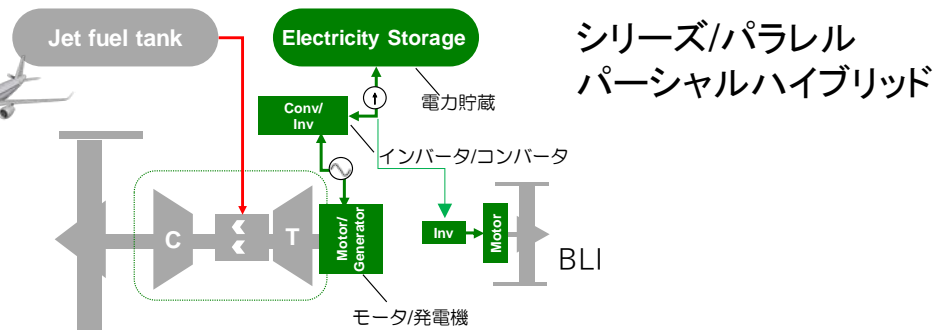 Jet fuel tank
Electricity Storage
シリーズ/パラレル
パーシャルハイブリッド
電力貯蔵
Conv/
Inv
インバータ/コンバータ
C
T
Motor/
Generator
Inv
Motor
BLI
モータ/発電機